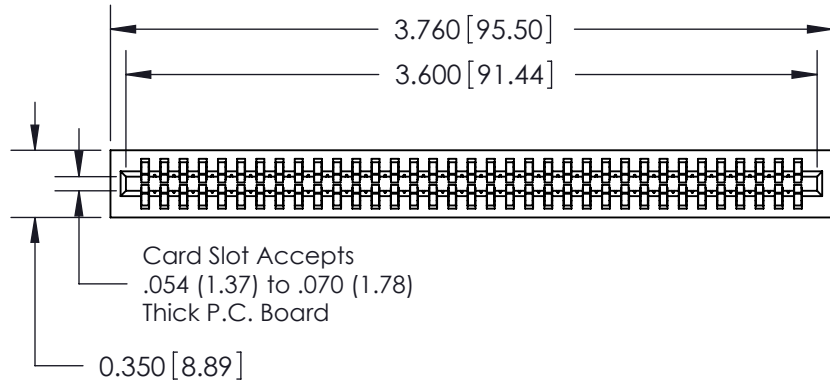 3.760 [95.50]
3.600 [91.44]
Card Slot Accepts
.054 (1.37) to .070 (1.78)
Thick P.C. Board
0.350 [8.89]